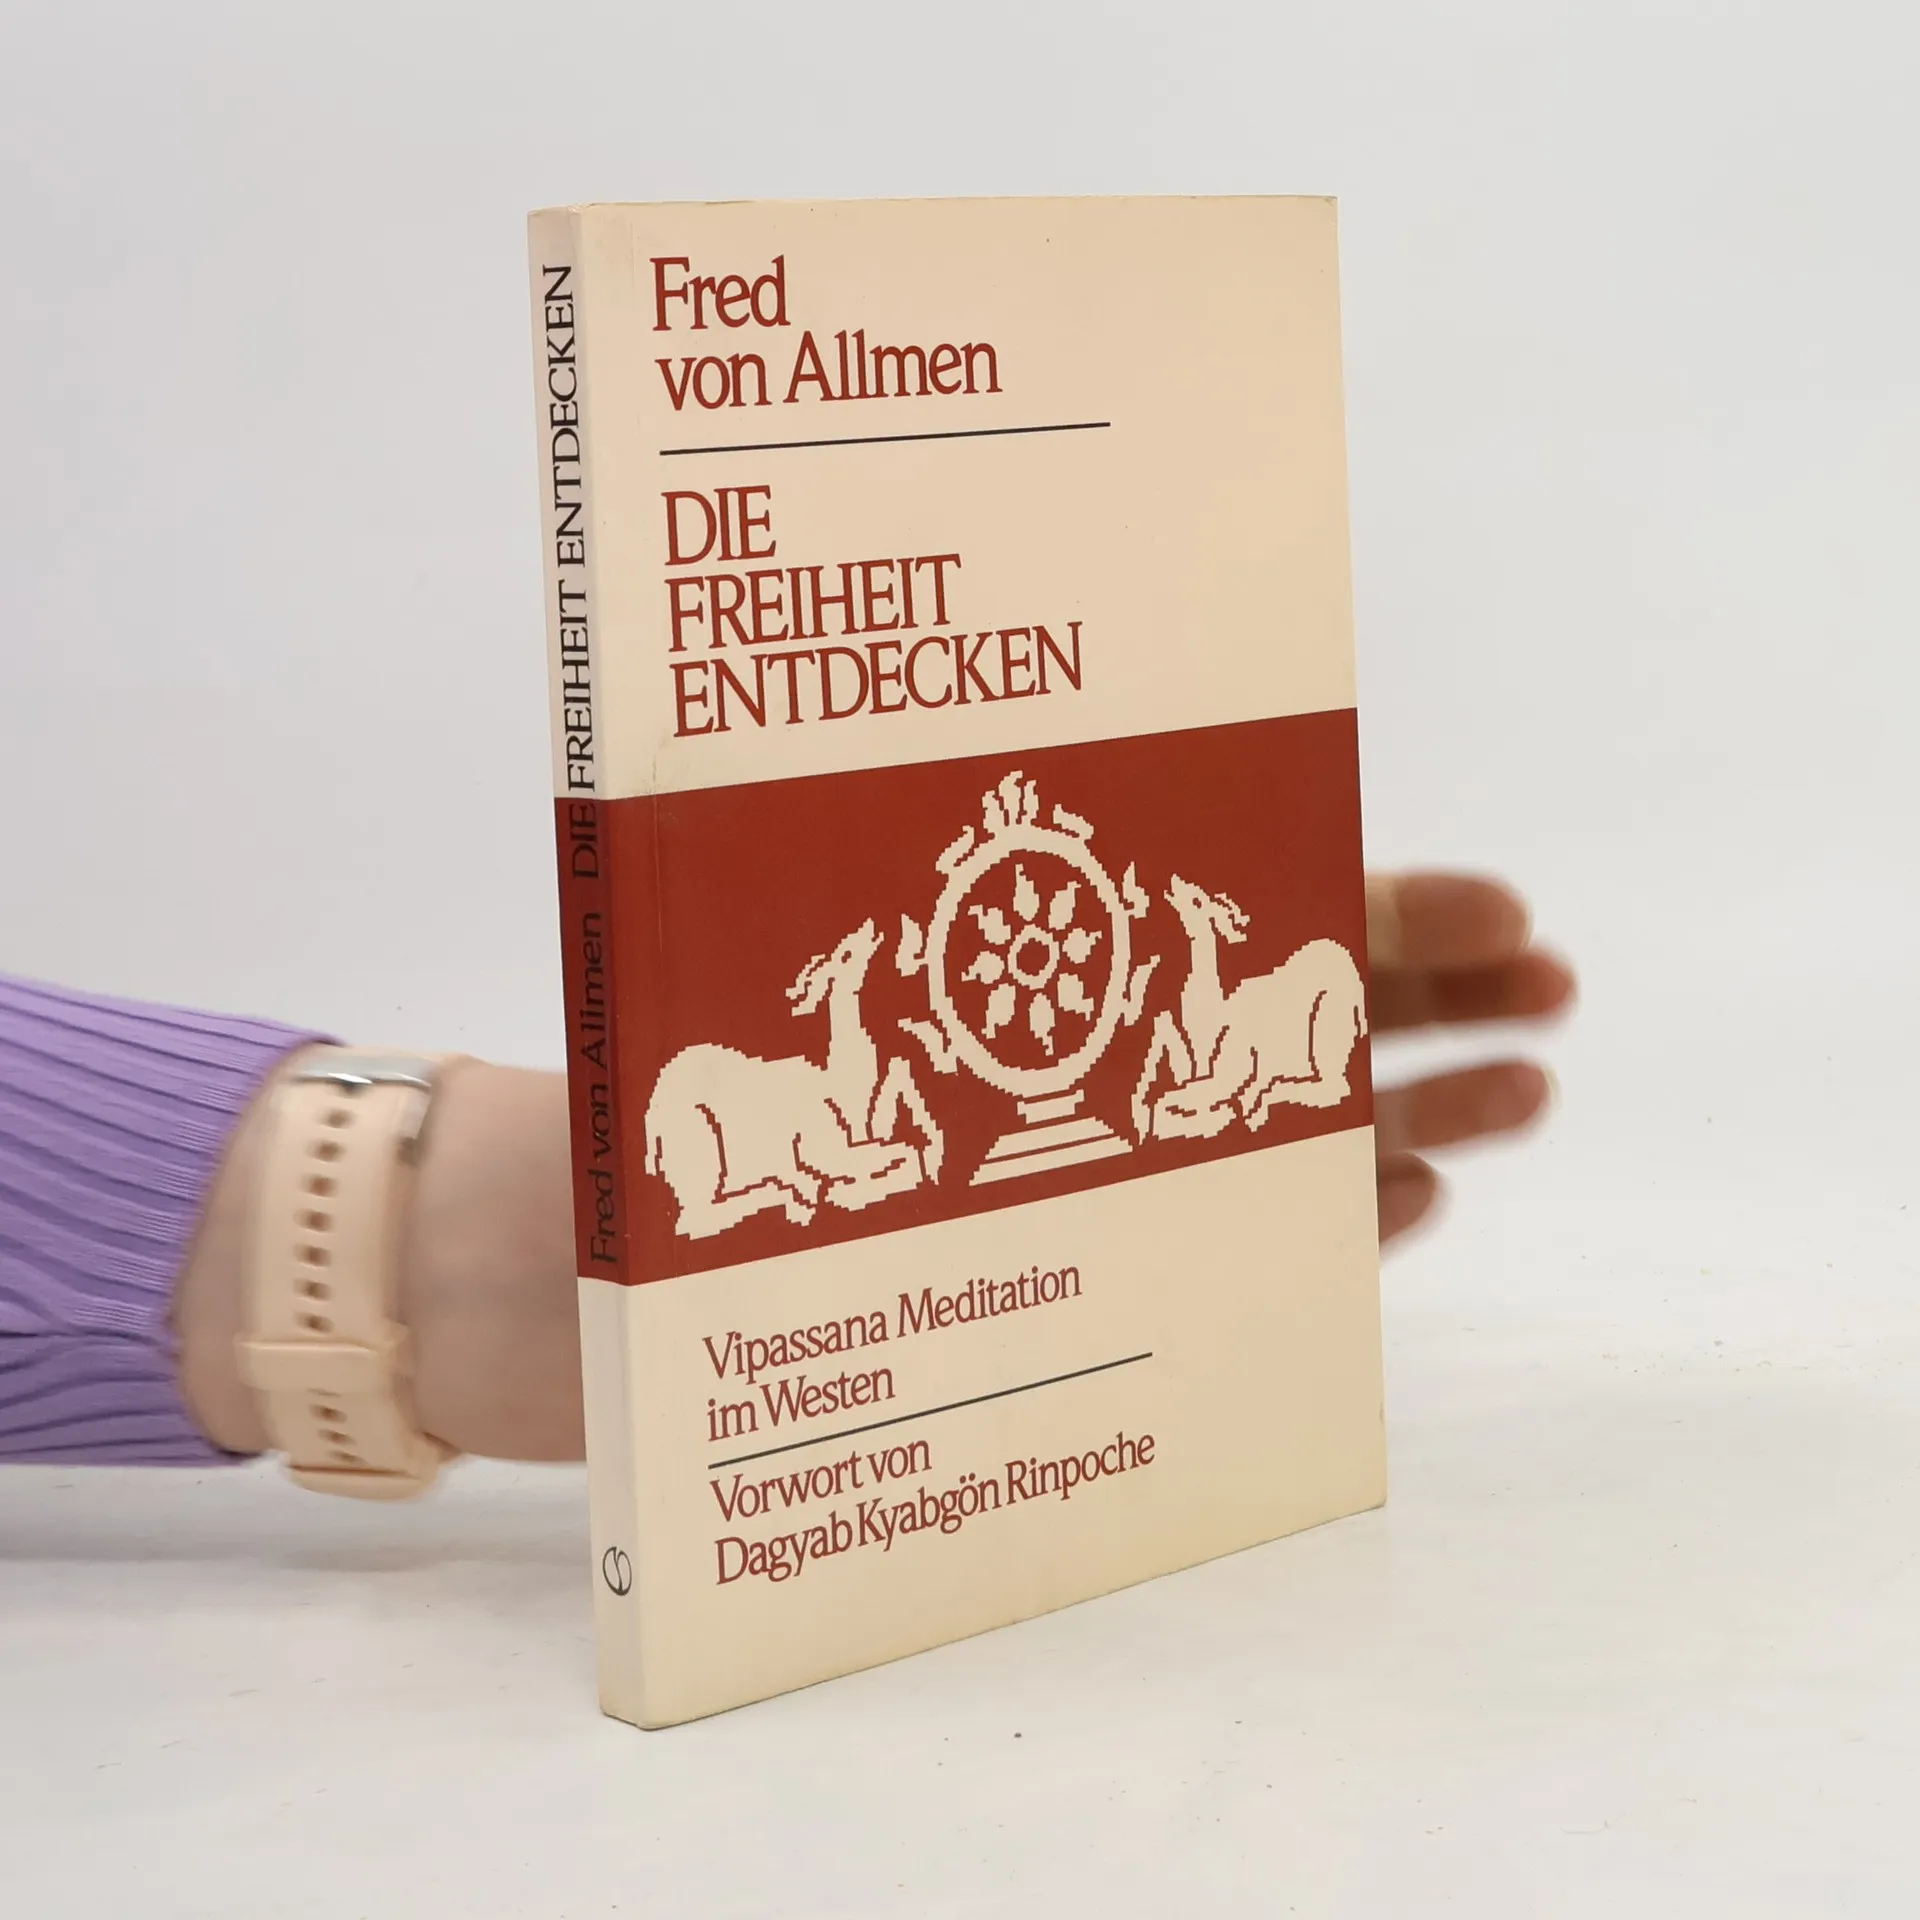 Fred
von Allmen
DIE
FREIHEIT
ENTDECKEN
Vipassana Meditation
im Westen
Vorwort von
Dagyab Kyabgön Rinpoche
Fred von Allmen DIE FREIHEIT ENTDECKEN